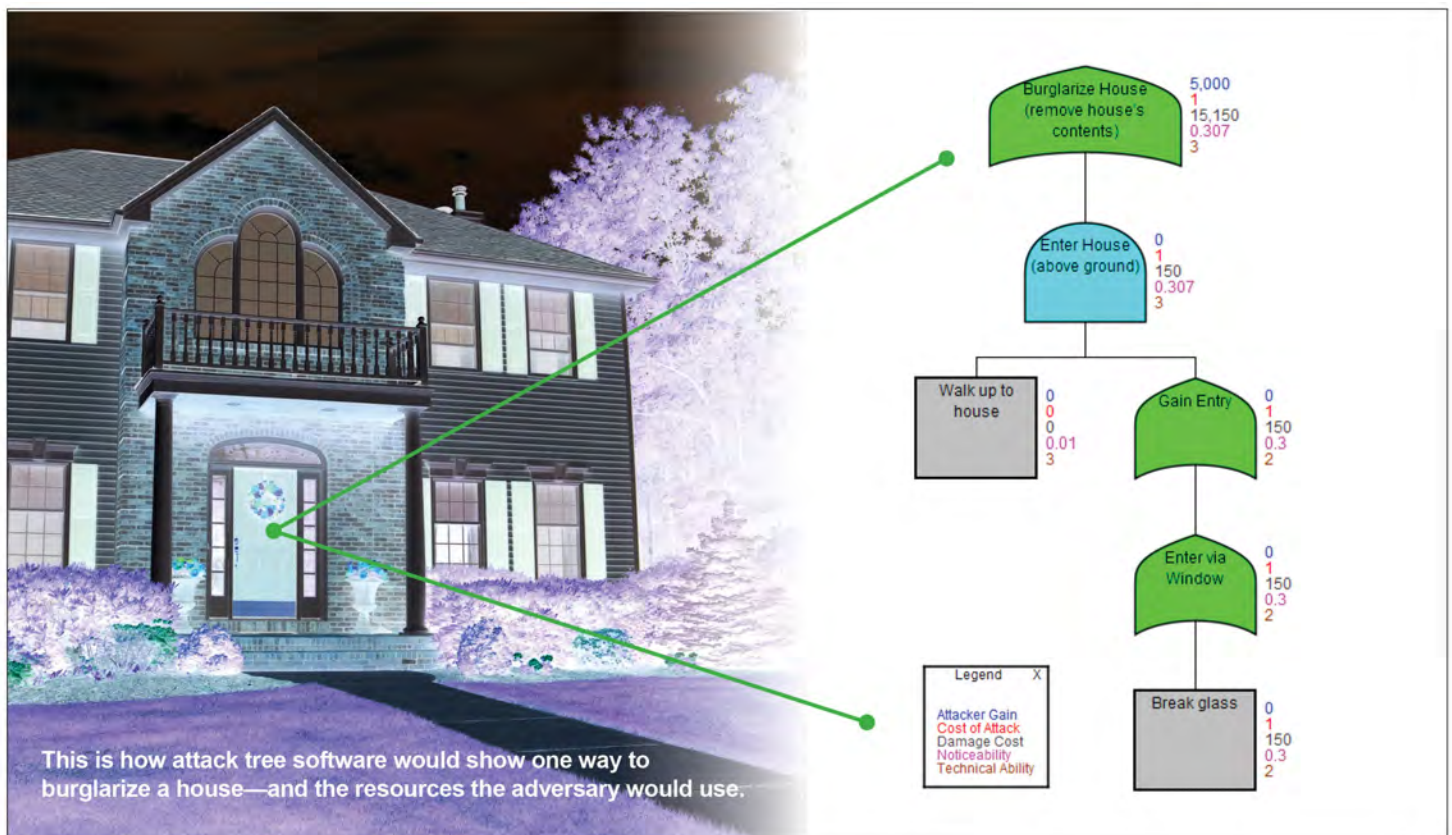 Burglarize House
(remove house's
contents)
5,000
1
15,150
0.307
3
Enter House
(above ground)
0
1
150
0.307
3
Walk up to
house
0
0
0
0.01
3
Gain Entry
0
1
150
0.3
2
Enter via
Window
0
1
150
0.3
2
Legend X
Attacker Gain
Cost of Attack
Damage Cost
Noticeability
Technical Ability
Break glass
0
1
150
0.3
2
This is how attack tree software would show one way to
burglarize a house—and the resources the adversary would use.